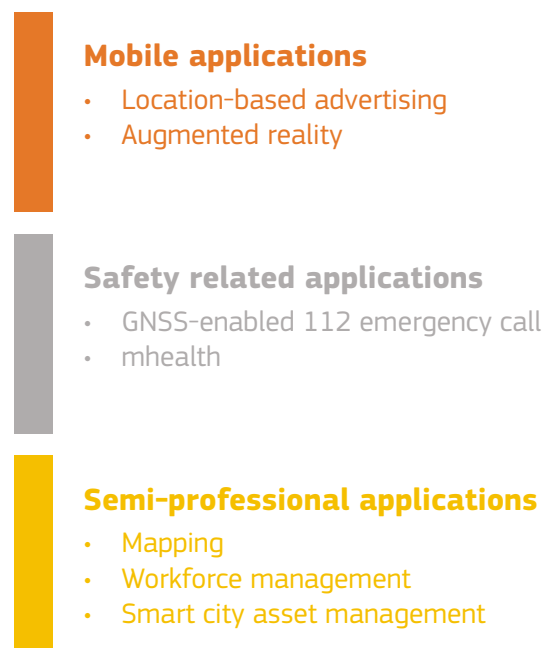 Mobile applications
• Location-based advertising
• Augmented reality
Safety related applications
• GNSS-enabled 112 emergency call
• mhealth
Semi-professional applications
• Mapping
• Workforce management
• Smart city asset management